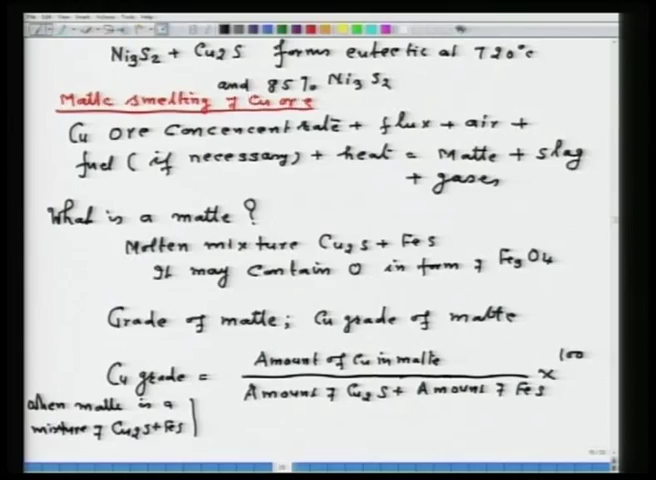 Ni3S2 + Cu2S forms eutectic at 720°c
and 85% Ni3S2
Matte smelting of Cu ore
Cu ore concencentrate + flux + air +
fuel (if necessary) + heat = Matte + slag
+ gases
What is a matte?
Molten mixture Cu2S + FeS
It may contain O in form of Fe3O4
Grade of matte; Cu grade of matte
Cu grade = Amount of Cu in matte / Amount of Cu2S + Amount of FeS × 100
when matte is a
mixture of Cu2S + FeS